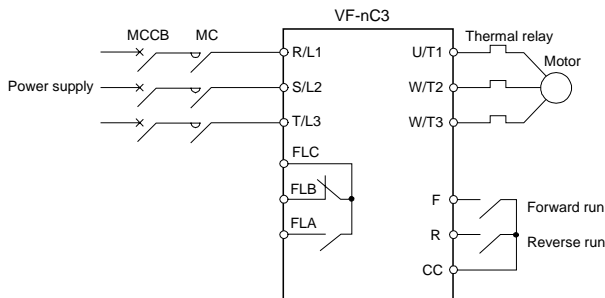 VF-nC3
MCCB MC
R/L1 U/T1 Thermal relay
Motor
Power supply S/L2 W/T2
T/L3 W/T3
FLC
FLB F Forward run
FLA R Reverse run
CC